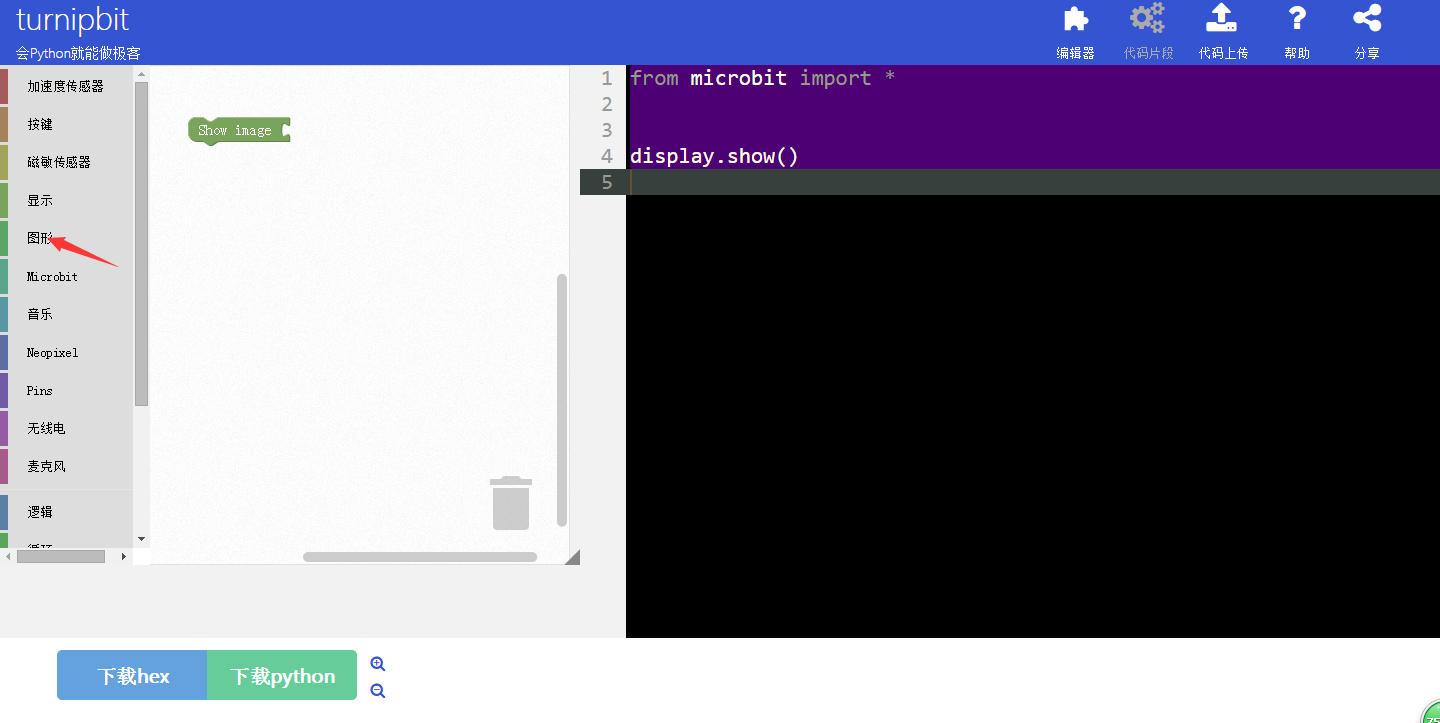 turnipbit
会Python就能做极客
编辑器
代码片段
代码上传
帮助
分享
加速度传感器
按键
磁敏传感器
显示
图形
Microbit
音乐
Neopixel
Pins
无线电
麦克风
逻辑
Show image
1 from microbit import *
2
3
4 display.show()
5
下载hex
下载python